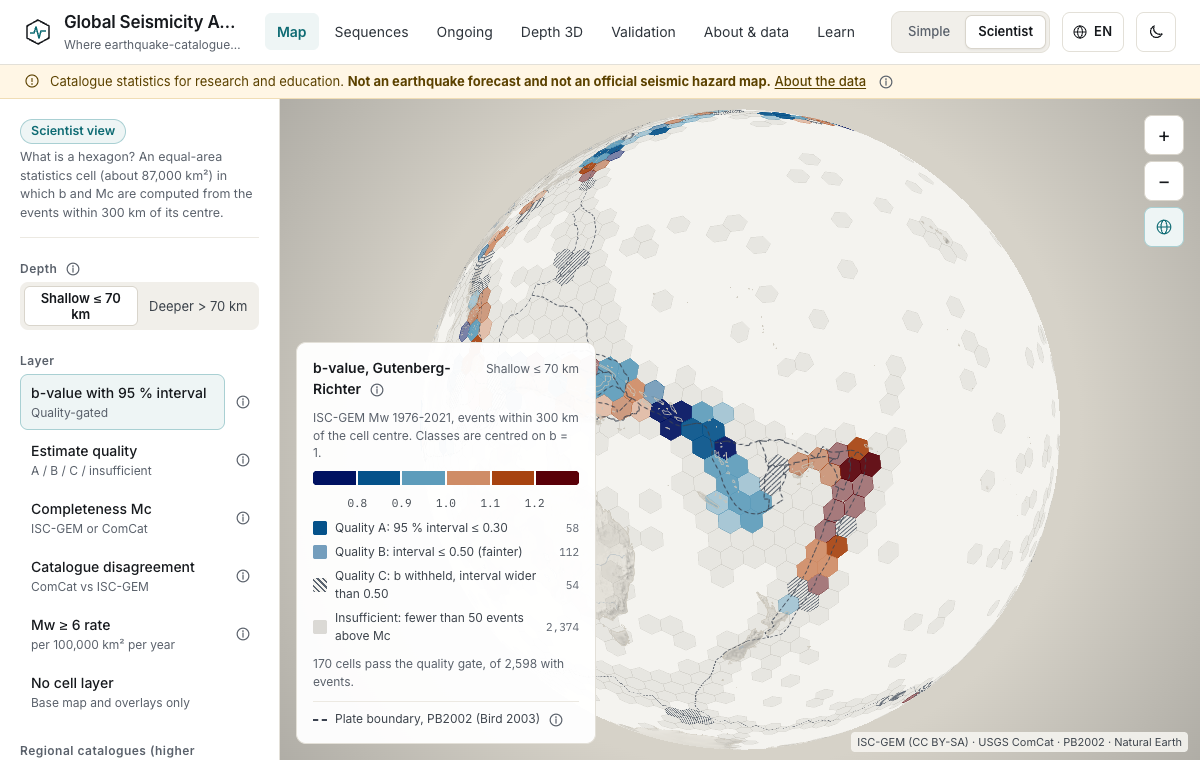 Global Seismicity A...
Where earthquake-catalogue...
Map
Sequences
Ongoing
Depth 3D
Validation
About & data
Learn
Simple
Scientist
EN
Catalogue statistics for research and education. Not an earthquake forecast and not an official seismic hazard map. About the data
Scientist view
What is a hexagon? An equal-area
statistics cell (about 87,000 km²) in
which b and Mc are computed from the
events within 300 km of its centre.
Depth
Shallow ≤ 70
km
Deeper > 70 km
Layer
b-value with 95 % interval
Quality-gated
Estimate quality
A / B / C / insufficient
Completeness Mc
ISC-GEM or ComCat
Catalogue disagreement
ComCat vs ISC-GEM
Mw ≥ 6 rate
per 100,000 km² per year
No cell layer
Base map and overlays only
Regional catalogues (higher
b-value, Gutenberg-
Richter
Shallow ≤ 70 km
ISC-GEM Mw 1976-2021, events within 300 km
of the cell centre. Classes are centred on b =
1.
0.8 0.9 1.0 1.1 1.2
Quality A: 95 % interval ≤ 0.30 58
Quality B: interval ≤ 0.50 (fainter) 112
Quality C: b withheld, interval wider
than 0.50 54
Insufficient: fewer than 50 events
above Mc 2,374
170 cells pass the quality gate, of 2,598 with
events.
Plate boundary, PB2002 (Bird 2003)
+
−
ISC-GEM (CC BY-SA) · USGS ComCat · PB2002 · Natural Earth